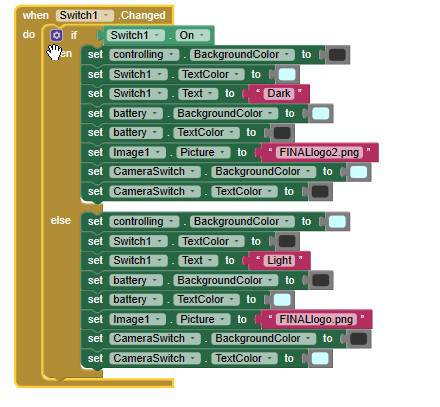 when Switch1 .Changed
do if Switch1 . On
then set controlling . BackgroundColor to
set Switch1 . TextColor to
set Switch1 . Text to " Dark "
set battery . BackgroundColor to
set battery . TextColor to
set Image1 . Picture to " FINALlogo2.png "
set CameraSwitch . BackgroundColor to
set CameraSwitch . TextColor to
else set controlling . BackgroundColor to
set Switch1 . TextColor to
set Switch1 . Text to " Light "
set battery . BackgroundColor to
set battery . TextColor to
set Image1 . Picture to " FINALlogo.png "
set CameraSwitch . BackgroundColor to
set CameraSwitch . TextColor to